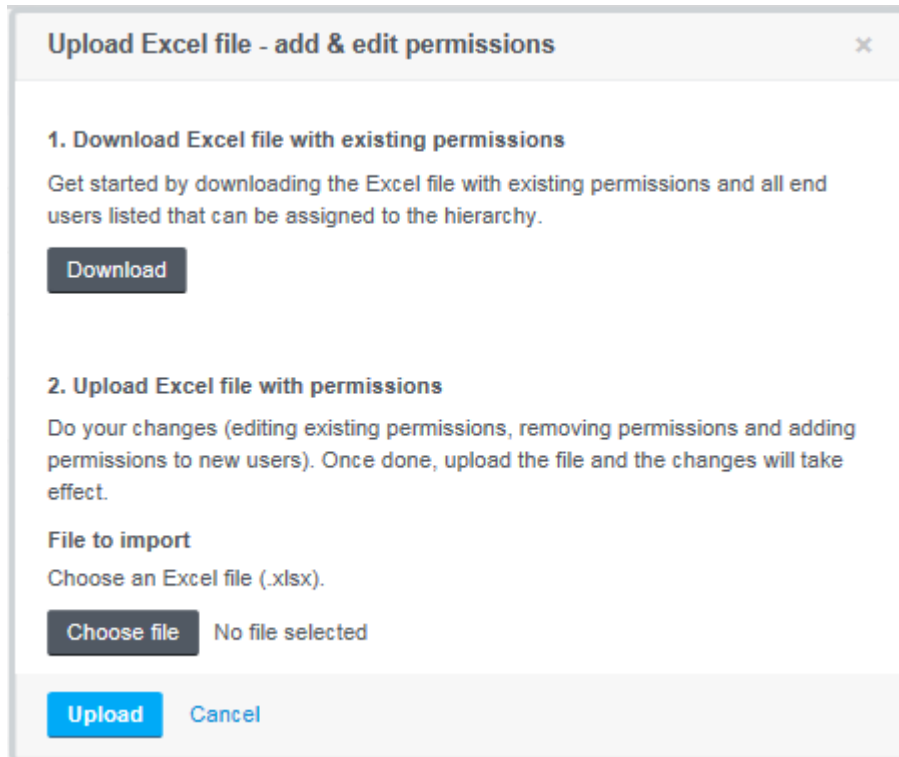 Upload Excel file - add & edit permissions
×
1. Download Excel file with existing permissions
Get started by downloading the Excel file with existing permissions and all end
users listed that can be assigned to the hierarchy.
Download
2. Upload Excel file with permissions
Do your changes (editing existing permissions, removing permissions and adding
permissions to new users). Once done, upload the file and the changes will take
effect.
File to import
Choose an Excel file (.xlsx).
Choose file No file selected
Upload Cancel